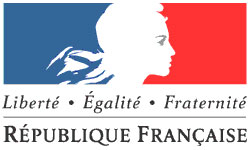 Liberté • Égalité • Fraternité
RÉPUBLIQUE FRANÇAISE